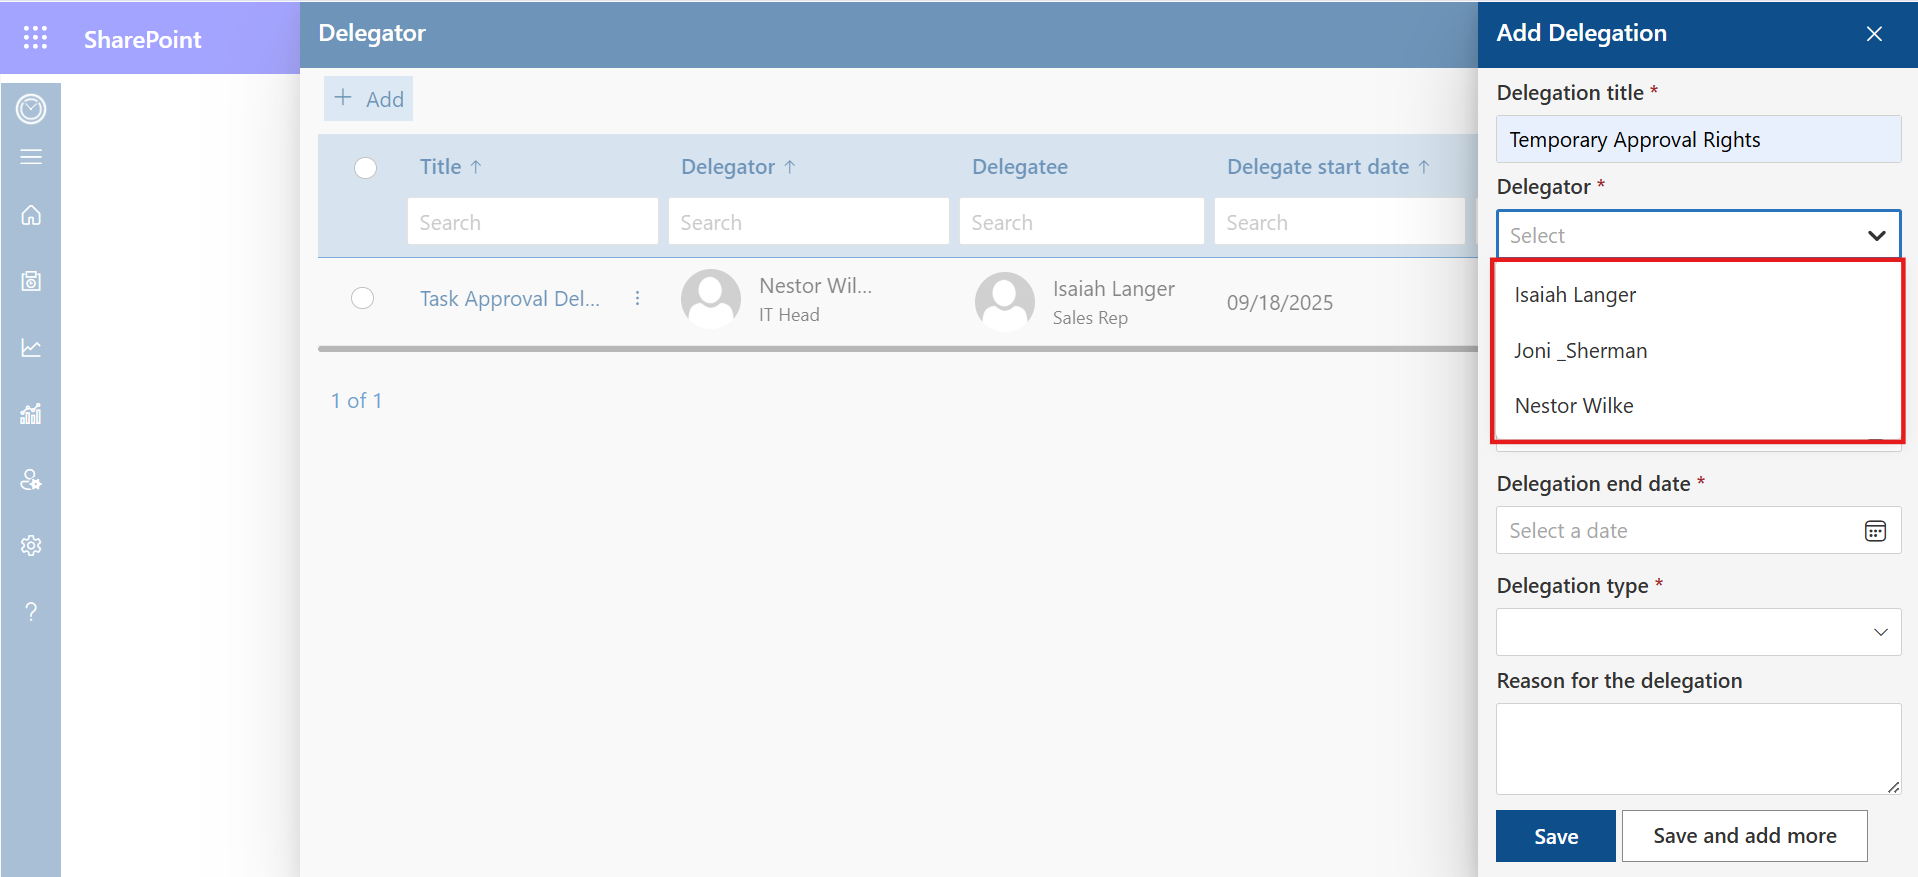 SharePoint
Delegator
+ Add
Title ↑ Delegator ↑ Delegatee Delegate start date ↑
Search Search Search Search
Task Approval Del... Nestor Wil... Isaiah Langer 09/18/2025
IT Head Sales Rep
1 of 1
Add Delegation
Delegation title *
Temporary Approval Rights
Delegator *
Select
Isaiah Langer
Joni _Sherman
Nestor Wilke
Delegation end date *
Select a date
Delegation type *
Reason for the delegation
Save Save and add more